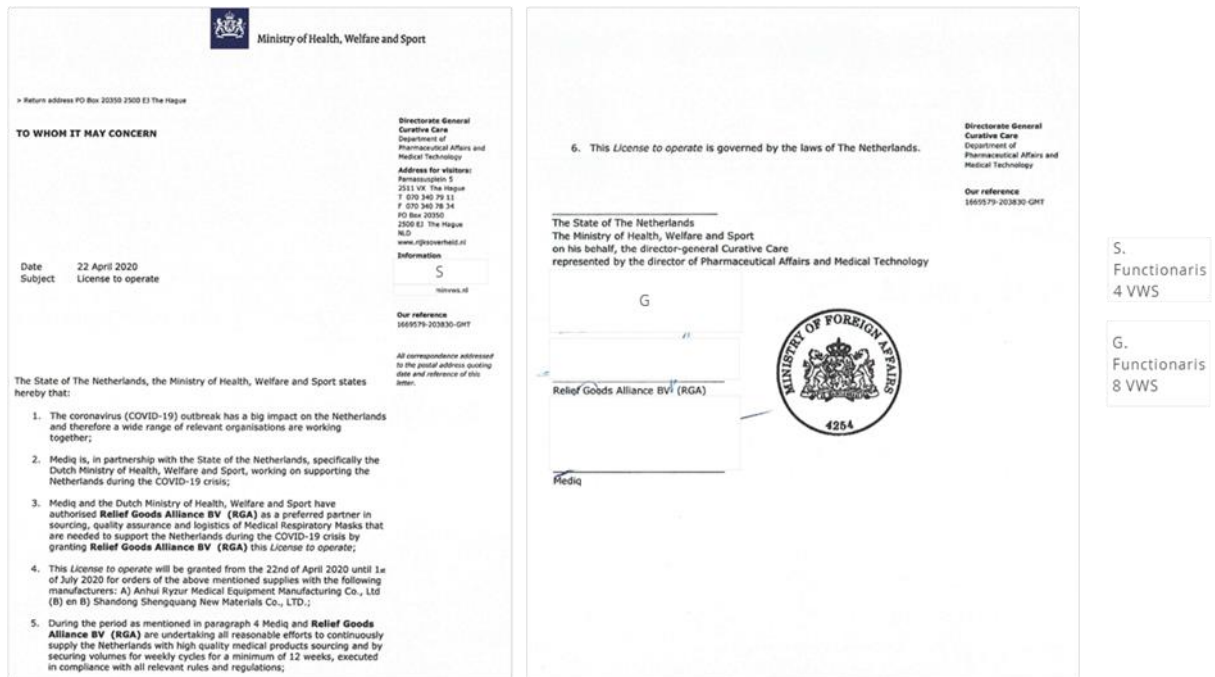 Ministry of Health, Welfare and Sport
> Return address PO Box 20350 2500 EJ The Hague
TO WHOM IT MAY CONCERN
Directorate General
Curative Care
Department of
Pharmaceutical Affairs and
Medical Technology
Address for visitors:
Parnassusplein 5
2511 VX The Hague
T 070 340 79 11
F 070 340 78 34
PO Box 20350
2500 EJ The Hague
NLD
www.rijksoverheid.nl
Information
S
minvws.nl
Our reference
1669579-203830-GMT
All correspondence addressed
to the postal address quoting
date and reference of this
letter.
Date 22 April 2020
Subject License to operate
The State of The Netherlands, the Ministry of Health, Welfare and Sport states
hereby that:
1. The coronavirus (COVID-19) outbreak has a big impact on the Netherlands
and therefore a wide range of relevant organisations are working
together;
2. Mediq is, in partnership with the State of the Netherlands, specifically the
Dutch Ministry of Health, Welfare and Sport, working on supporting the
Netherlands during the COVID-19 crisis;
3. Mediq and the Dutch Ministry of Health, Welfare and Sport have
authorised Relief Goods Alliance BV (RGA) as a preferred partner in
sourcing, quality assurance and logistics of Medical Respiratory Masks that
are needed to support the Netherlands during the COVID-19 crisis by
granting Relief Goods Alliance BV (RGA) this License to operate;
4. This License to operate will be granted from the 22nd of April 2020 until 1st
of July 2020 for orders of the above mentioned supplies with the following
manufacturers: A) Anhui Ryzur Medical Equipment Manufacturing Co., Ltd
(B) en B) Shandong Shengquang New Materials Co., LTD.;
5. During the period as mentioned in paragraph 4 Mediq and Relief Goods
Alliance BV (RGA) are undertaking all reasonable efforts to continuously
supply the Netherlands with high quality medical products sourcing and by
securing volumes for weekly cycles for a minimum of 12 weeks, executed
in compliance with all relevant rules and regulations;
6. This License to operate is governed by the laws of The Netherlands.
Directorate General
Curative Care
Department of
Pharmaceutical Affairs and
Medical Technology
Our reference
1669579-203830-GMT
The State of The Netherlands
The Ministry of Health, Welfare and Sport
on his behalf, the director-general Curative Care
represented by the director of Pharmaceutical Affairs and Medical Technology
G
Relief Goods Alliance BV (RGA)
Mediq
MINISTRY OF FOREIGN AFFAIRS
4254
S.
Functionaris
4 VWS
G.
Functionaris
8 VWS